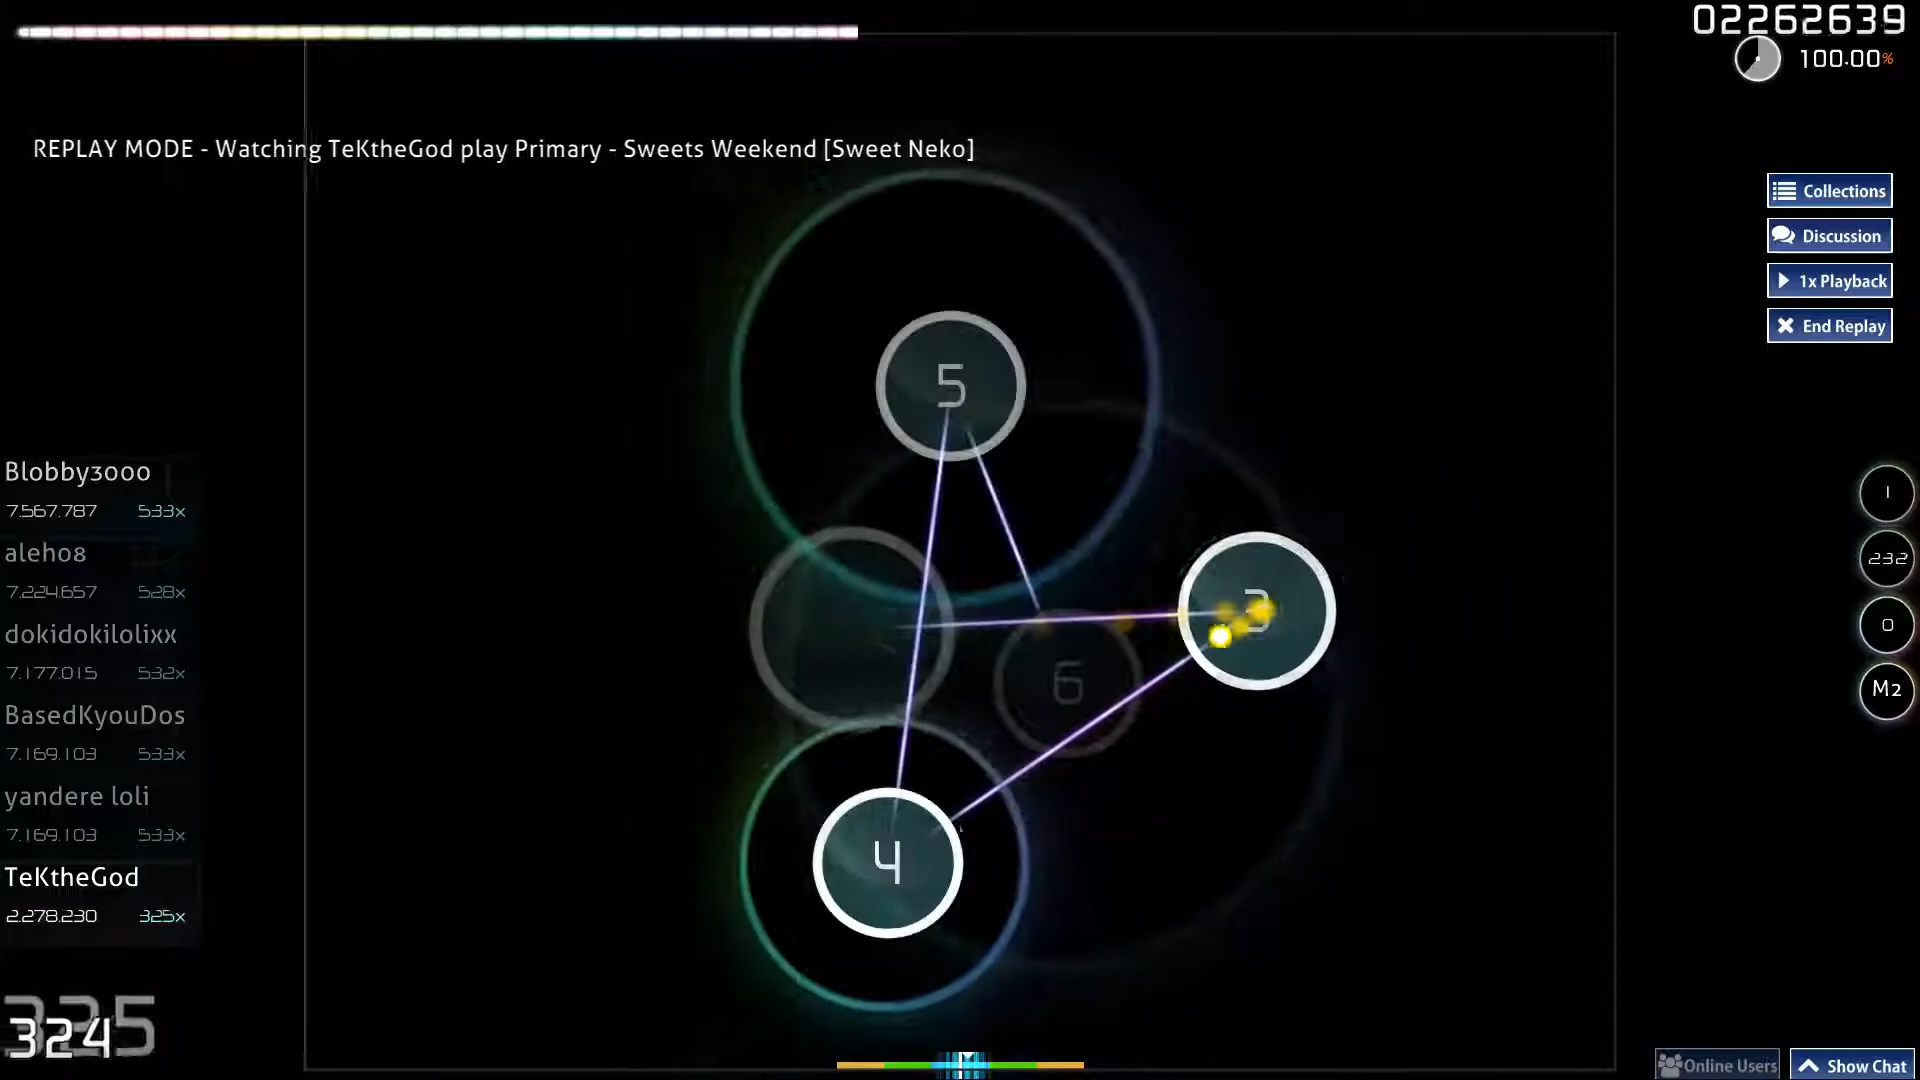 02262639
100.00%
REPLAY MODE - Watching TeKtheGod play Primary - Sweets Weekend [Sweet Neko]
Collections
Discussion
1x Playback
End Replay
5
3
6
4
Blobby3000
7.567.787 533x
aleho8
7.224.657 528x
dokidokilolixx
7.177.015 532x
BasedKyouDos
7.169.103 533x
yandere loli
7.169.103 533x
TeKtheGod
2.278.230 325x
1
232
0
M2
325
324
Online Users
Show Chat